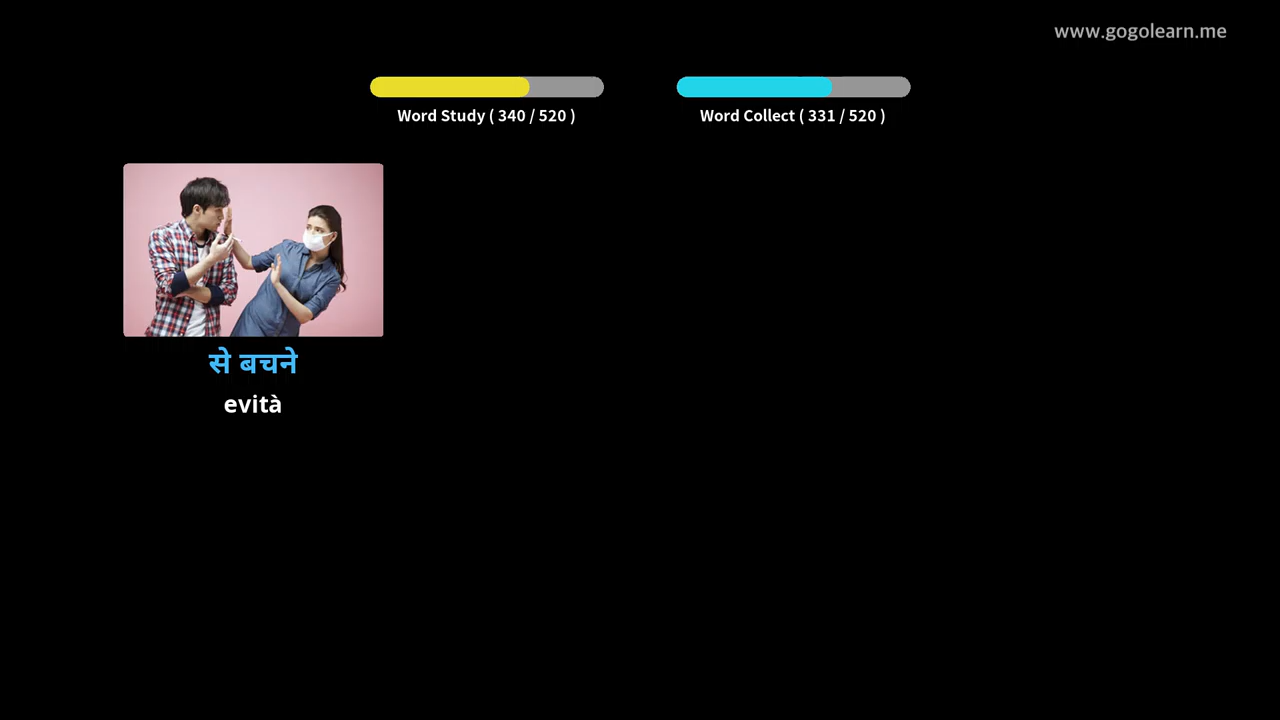 www.gogolearn.me
Word Study ( 340 / 520 )
Word Collect ( 331 / 520 )
से बचने
evità